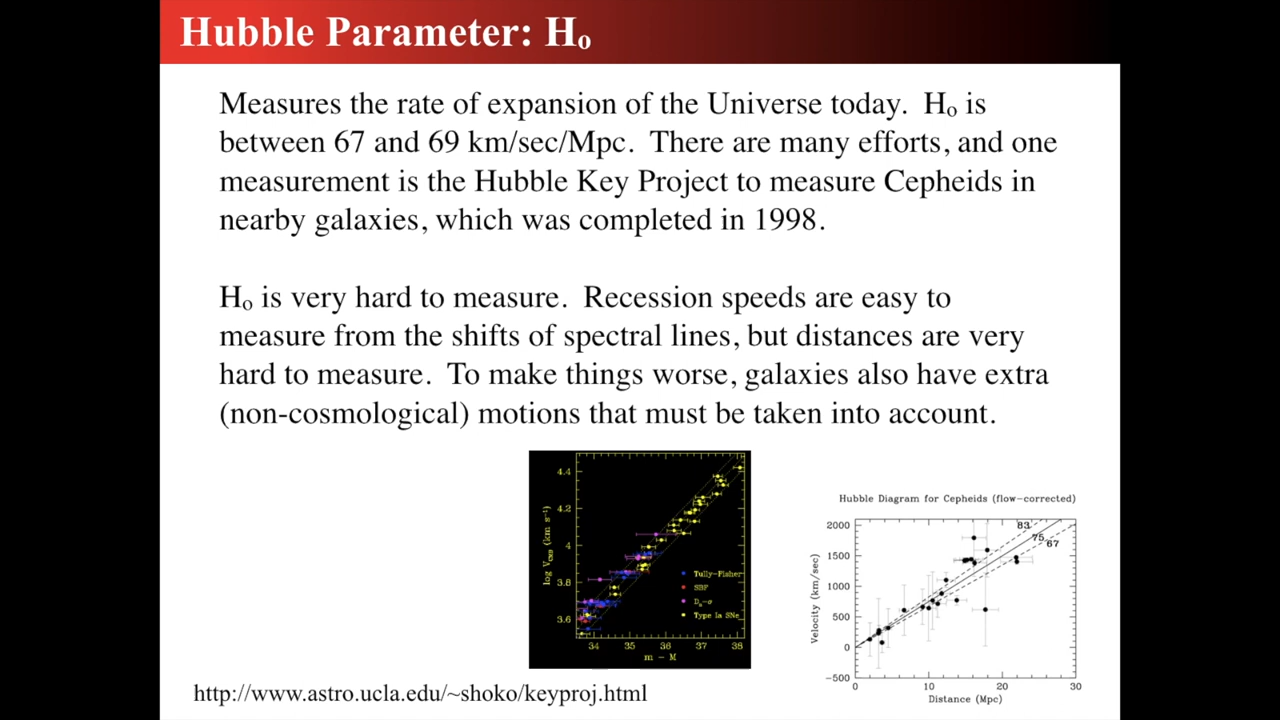 Hubble Parameter: Ho
Measures the rate of expansion of the Universe today. Ho is
between 67 and 69 km/sec/Mpc. There are many efforts, and one
measurement is the Hubble Key Project to measure Cepheids in
nearby galaxies, which was completed in 1998.
Ho is very hard to measure. Recession speeds are easy to
measure from the shifts of spectral lines, but distances are very
hard to measure. To make things worse, galaxies also have extra
(non-cosmological) motions that must be taken into account.
log V_CMB (km s⁻¹)
4.4
4.2
4
3.8
3.6
Tully-Fisher
SBF
Dₙ-σ
Type Ia SNe
34 35 36 37 38
m - M
Hubble Diagram for Cepheids (flow-corrected)
Velocity (km/sec)
2000
1500
1000
500
0
-500
83
75
67
0 10 20 30
Distance (Mpc)
http://www.astro.ucla.edu/~shoko/keyproj.html